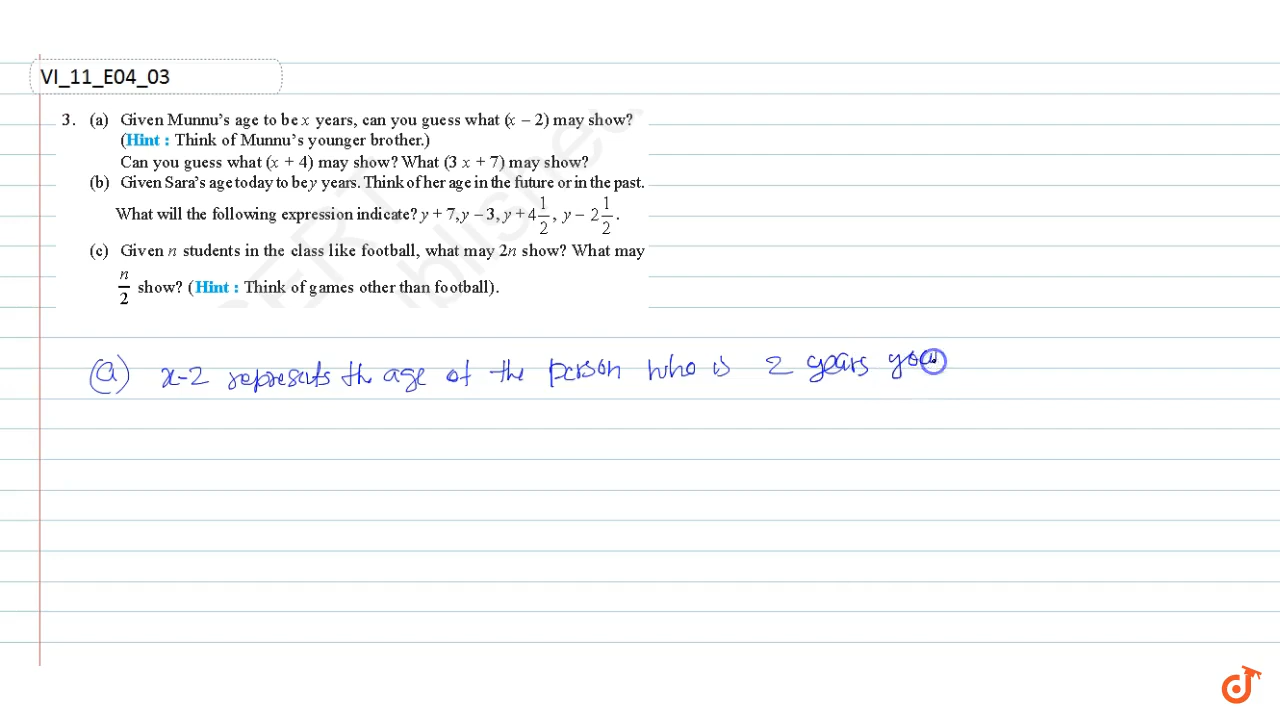 VI_11_E04_03
3. (a) Given Munnu's age to be x years, can you guess what (x – 2) may show?
(Hint : Think of Munnu's younger brother.)
Can you guess what (x + 4) may show? What (3 x + 7) may show?
(b) Given Sara's age today to be y years. Think of her age in the future or in the past.
What will the following expression indicate? y + 7, y – 3, y + 4 1/2, y – 2 1/2.
(c) Given n students in the class like football, what may 2n show? What may
n/2 show? (Hint : Think of games other than football).
(a) x-2 represents the age of the person who is 2 years